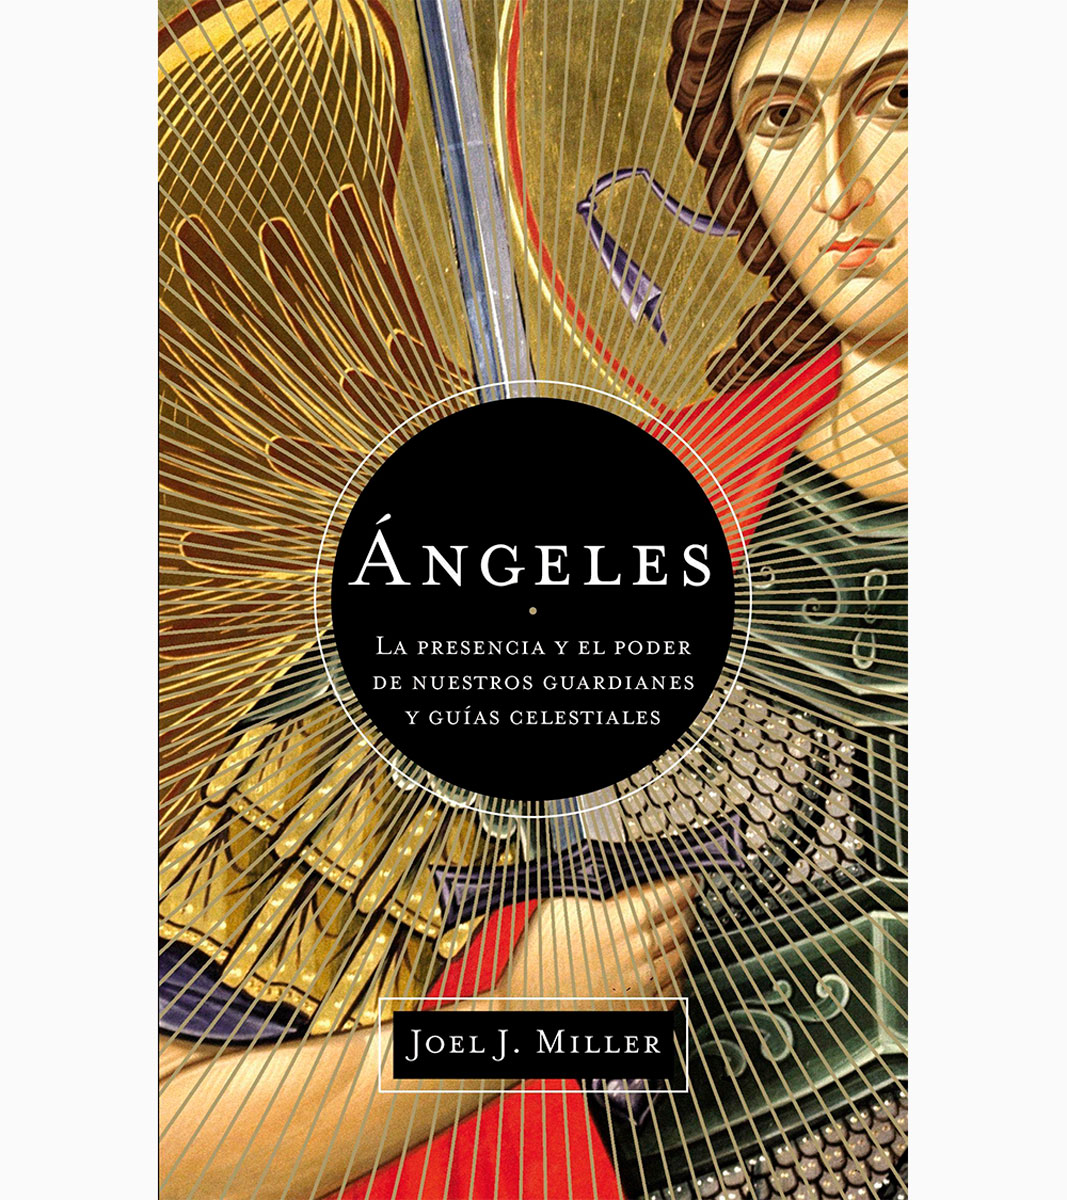 ÁNGELES
LA PRESENCIA Y EL PODER
DE NUESTROS GUARDIANES
Y GUÍAS CELESTIALES
JOEL J. MILLER